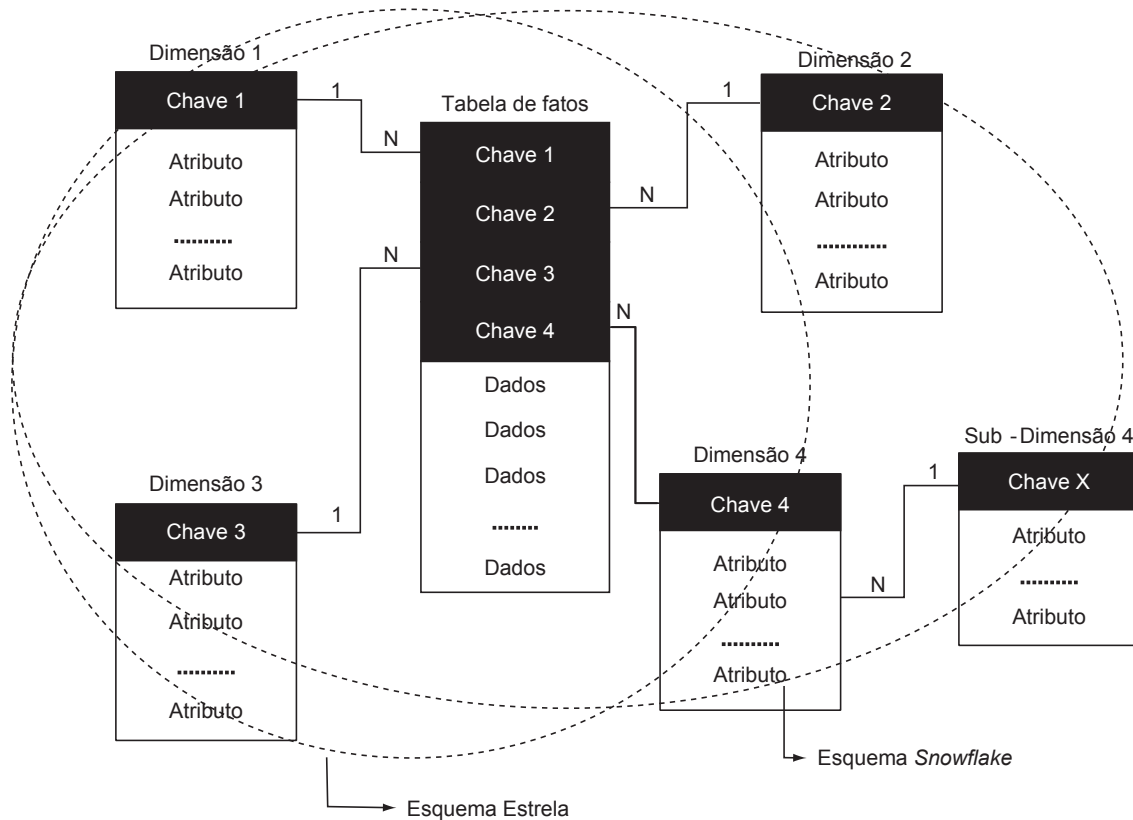 Dimensão 1
Chave 1
Atributo
Atributo
Atributo
1
N
Tabela de fatos
Chave 1
Chave 2
Chave 3
Chave 4
Dados
Dados
Dados
Dados
Dimensão 2
Chave 2
Atributo
Atributo
Atributo
1
N
Dimensão 3
Chave 3
Atributo
Atributo
Atributo
1
N
Dimensão 4
Chave 4
Atributo
Atributo
Atributo
N
Sub - Dimensão 4
Chave X
Atributo
Atributo
1
N
Esquema Snowflake
Esquema Estrela